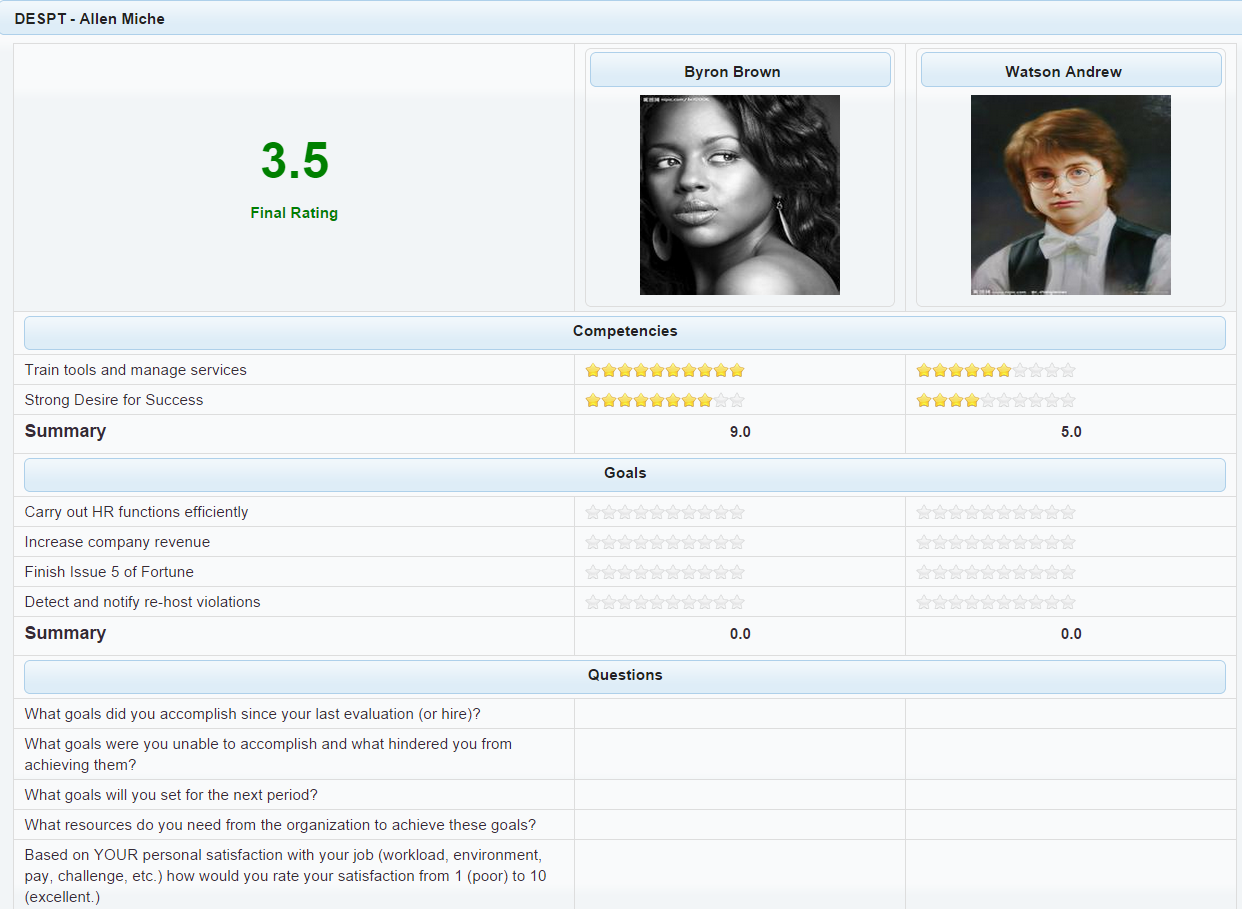 DESPT - Allen Miche
Byron Brown
Watson Andrew
3.5
Final Rating
Competencies
Train tools and manage services
Strong Desire for Success
Summary
9.0
5.0
Goals
Carry out HR functions efficiently
Increase company revenue
Finish Issue 5 of Fortune
Detect and notify re-host violations
Summary
0.0
0.0
Questions
What goals did you accomplish since your last evaluation (or hire)?
What goals were you unable to accomplish and what hindered you from
achieving them?
What goals will you set for the next period?
What resources do you need from the organization to achieve these goals?
Based on YOUR personal satisfaction with your job (workload, environment,
pay, challenge, etc.) how would you rate your satisfaction from 1 (poor) to 10
(excellent.)